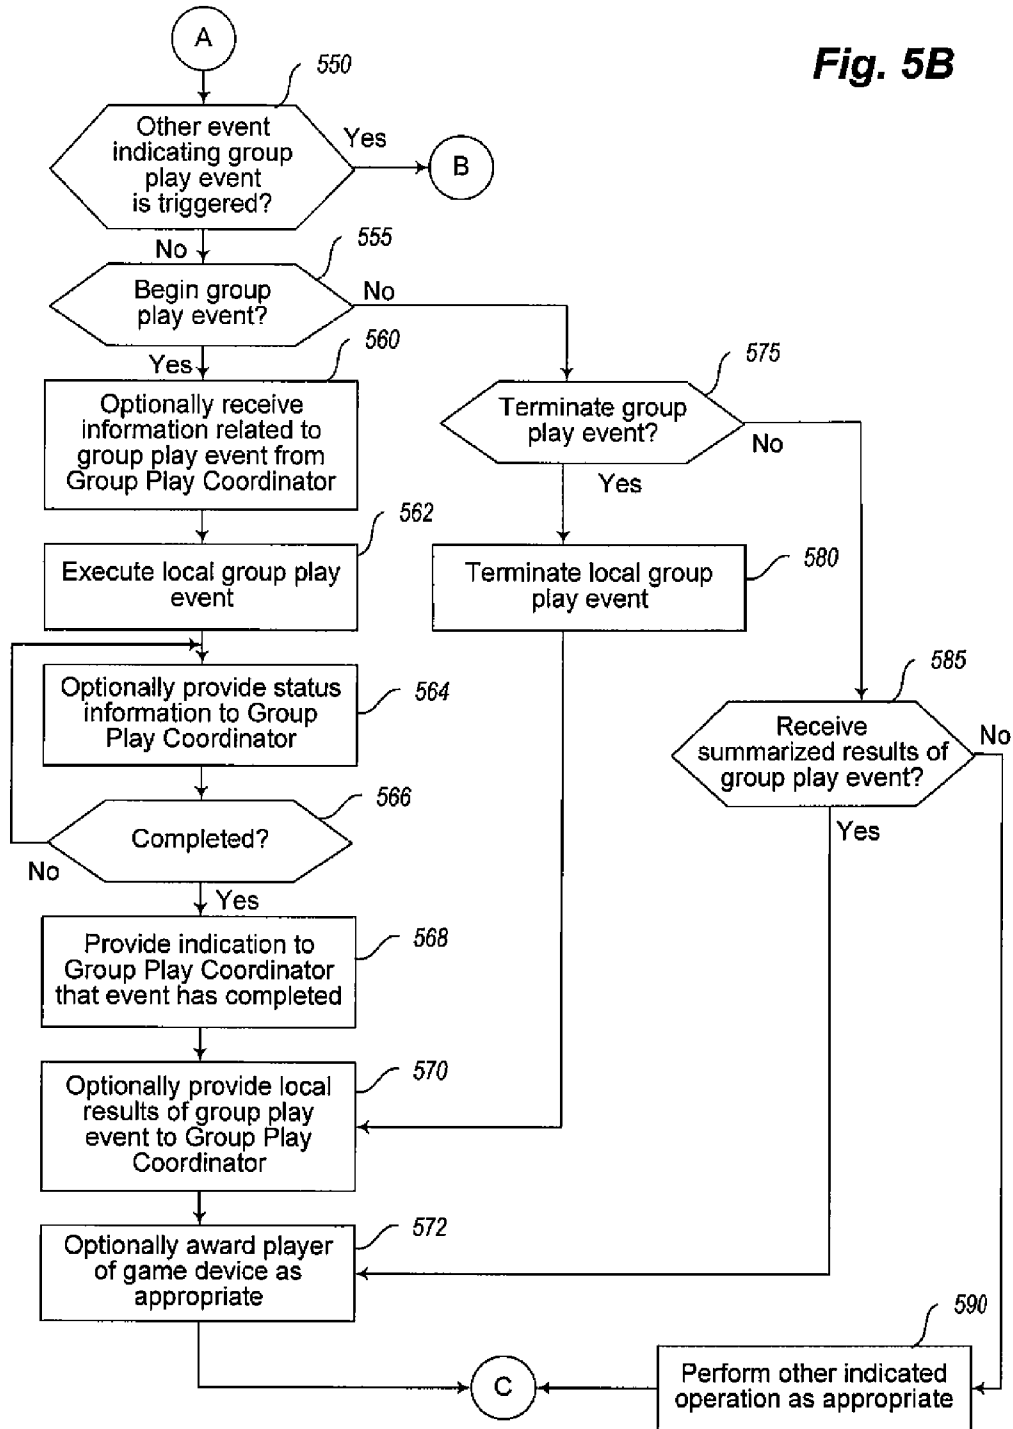 A
Fig. 5B
550
Other event
indicating group
play event
is triggered?
Yes
B
No
555
Begin group
play event?
No
Yes
560
Optionally receive
information related to
group play event from
Group Play Coordinator
575
Terminate group
play event?
No
Yes
562
Execute local group play
event
580
Terminate local group
play event
564
Optionally provide status
information to Group
Play Coordinator
585
Receive
summarized results of
group play event?
No
Yes
566
Completed?
No
Yes
568
Provide indication to
Group Play Coordinator
that event has completed
570
Optionally provide local
results of group play
event to Group Play
Coordinator
572
Optionally award player
of game device as
appropriate
590
Perform other indicated
operation as appropriate
C